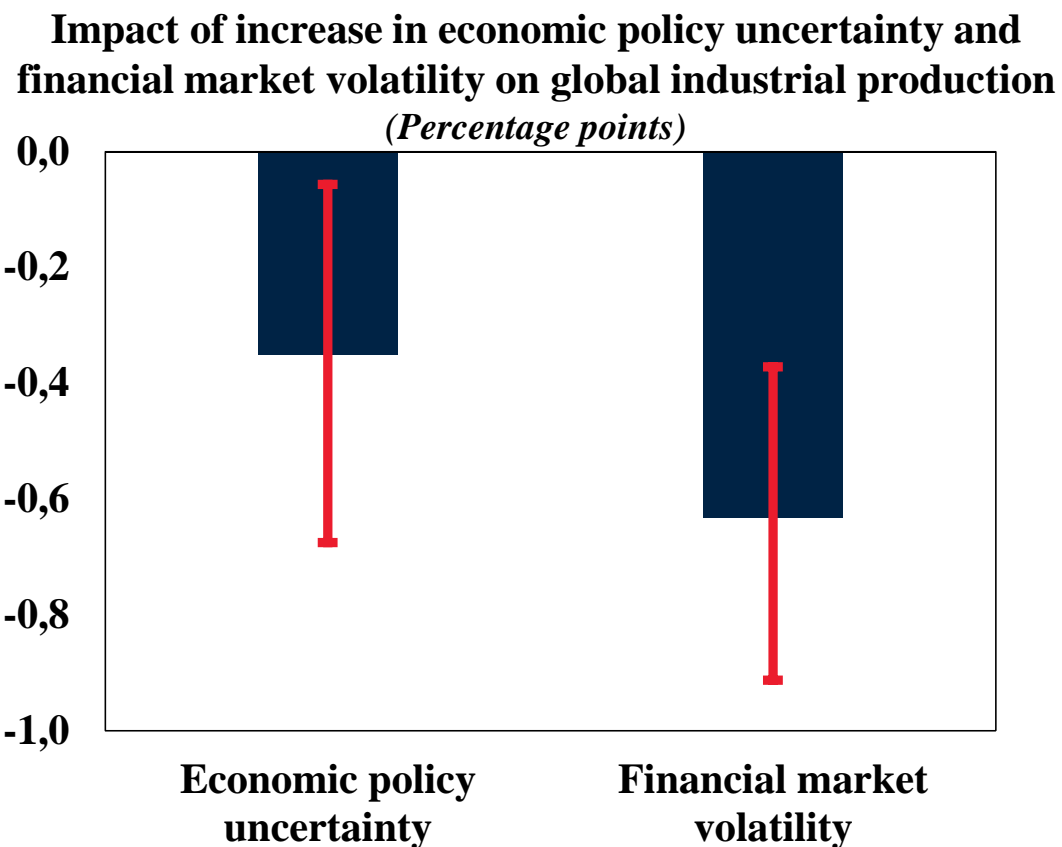 Impact of increase in economic policy uncertainty and
financial market volatility on global industrial production
(Percentage points)
0,0
-0,2
-0,4
-0,6
-0,8
-1,0
Economic policy
uncertainty
Financial market
volatility